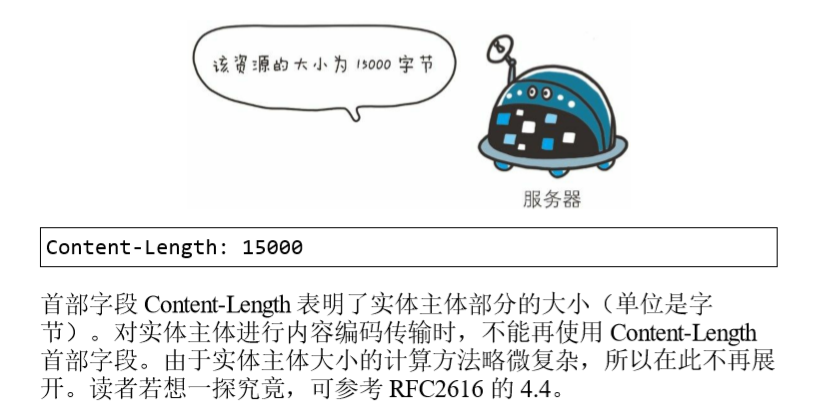 该资源的大小为 15000 字节
服务器
Content-Length: 15000
首部字段 Content-Length 表明了实体主体部分的大小（单位是字
节）。对实体主体进行内容编码传输时，不能再使用 Content-Length
首部字段。由于实体主体大小的计算方法略微复杂，所以在此不再展
开。读者若想一探究竟，可参考 RFC2616 的 4.4。